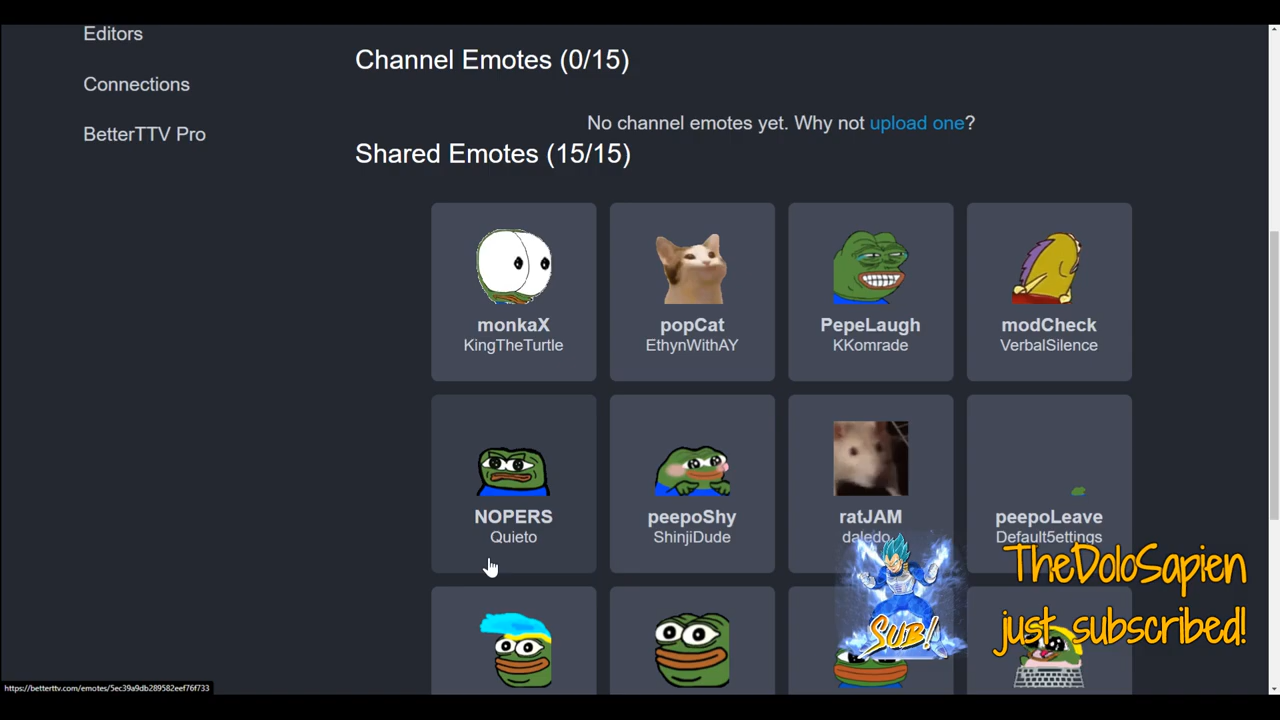 Editors
Connections
BetterTTV Pro
Channel Emotes (0/15)
No channel emotes yet. Why not upload one?
Shared Emotes (15/15)
monkaX
KingTheTurtle
popCat
EthynWithAY
PepeLaugh
KKomrade
modCheck
VerbalSilence
NOPERS
Quieto
peepoShy
ShinjiDude
ratJAM
daledo
peepoLeave
Default5ettings
SUB!
TheDoloSapien
just subscribed!
https://betterttv.com/emotes/5ec39a9db289582eef76f733